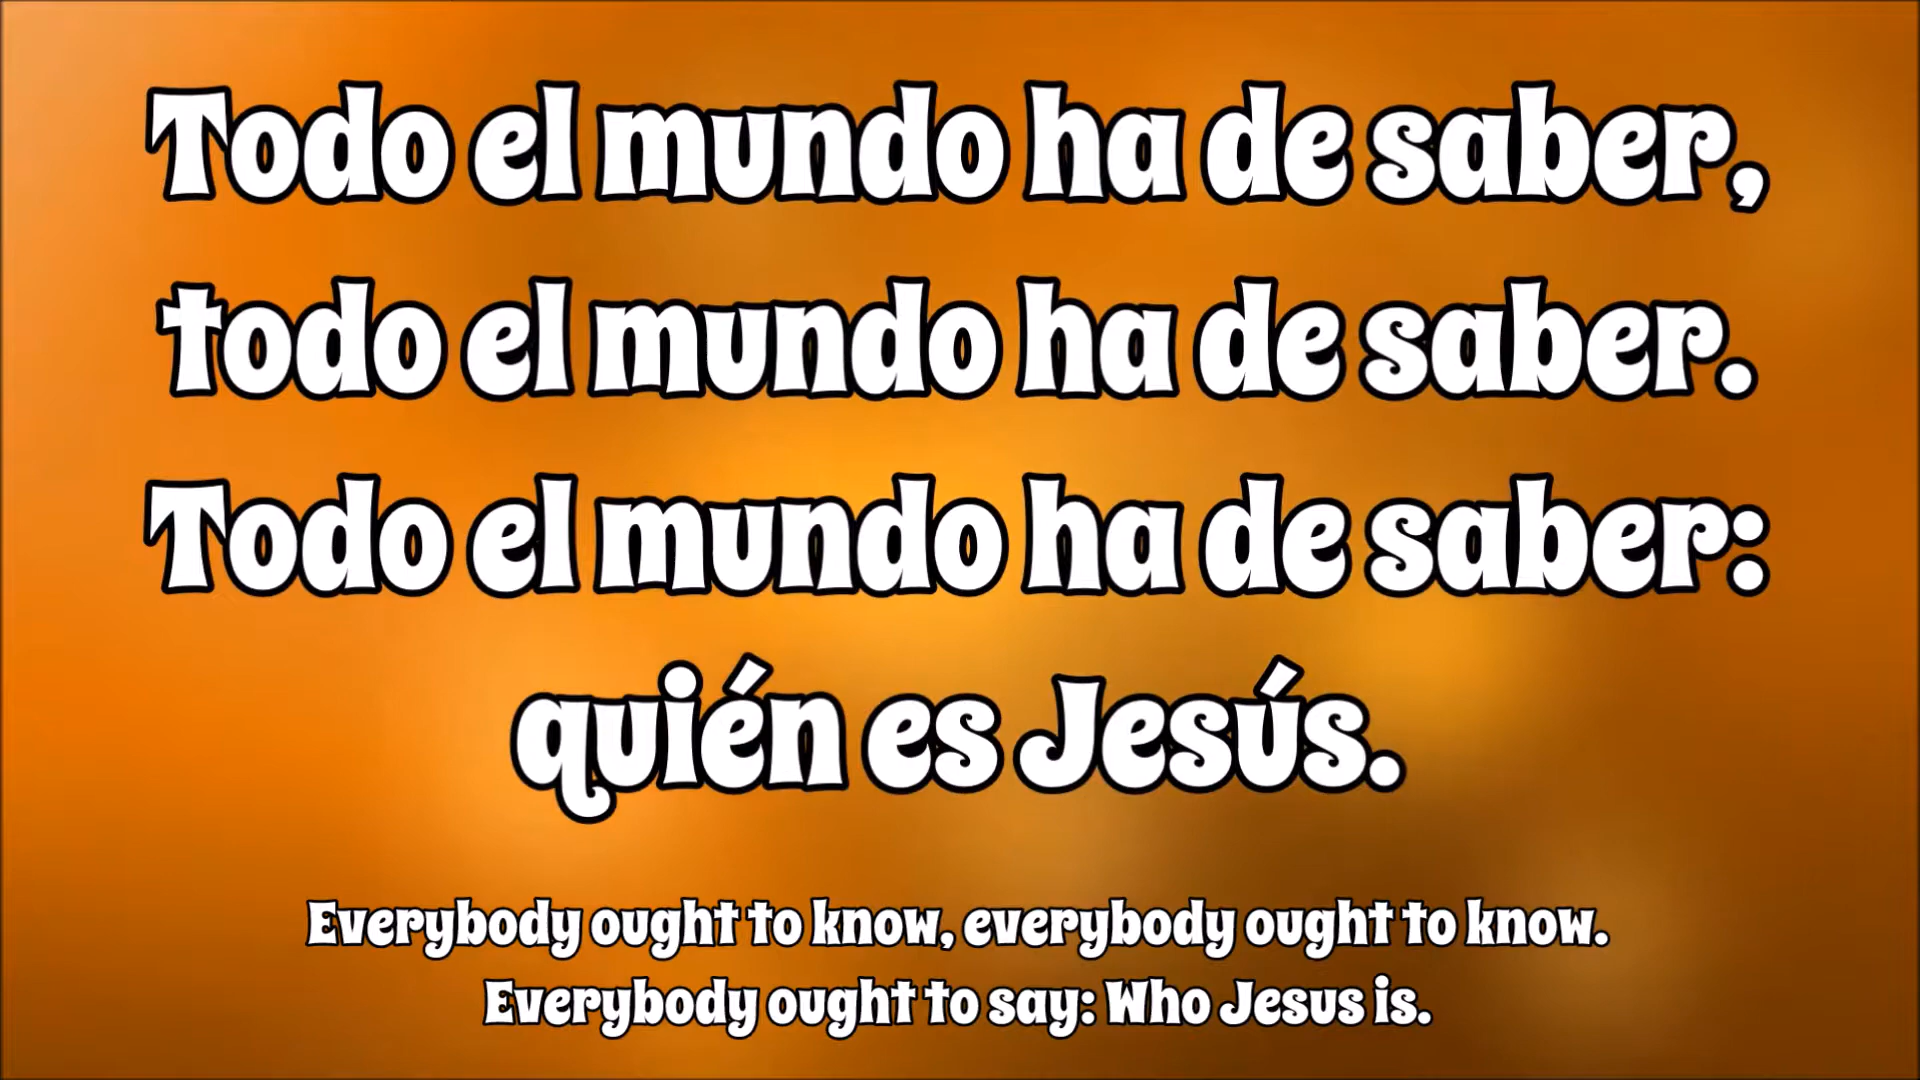 Todo el mundo ha de saber,
todo el mundo ha de saber.
Todo el mundo ha de saber:
quién es Jesús.
Everybody ought to know, everybody ought to know.
Everybody ought to say: Who Jesus is.